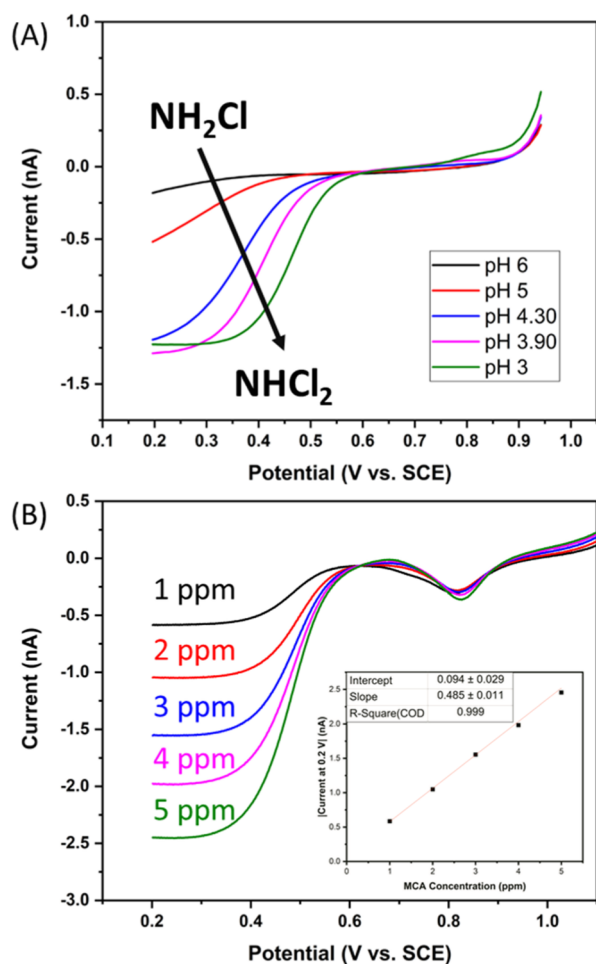 (A)
1.0
0.5
0.0
-0.5
-1.0
-1.5
Current (nA)
NH₂Cl
NHCl₂
pH 6
pH 5
pH 4.30
pH 3.90
pH 3
0.1 0.2 0.3 0.4 0.5 0.6 0.7 0.8 0.9 1.0
Potential (V vs. SCE)
(B)
0.5
0.0
-0.5
-1.0
-1.5
-2.0
-2.5
-3.0
Current (nA)
1 ppm
2 ppm
3 ppm
4 ppm
5 ppm
Intercept 0.094 ± 0.029
Slope 0.485 ± 0.011
R-Square(COD 0.999
2.5
2.0
1.5
1.0
0.5
0.0
|Current at 0.2 V| (nA)
0 1 2 3 4 5
MCA Concentration (ppm)
0.2 0.4 0.6 0.8 1.0
Potential (V vs. SCE)